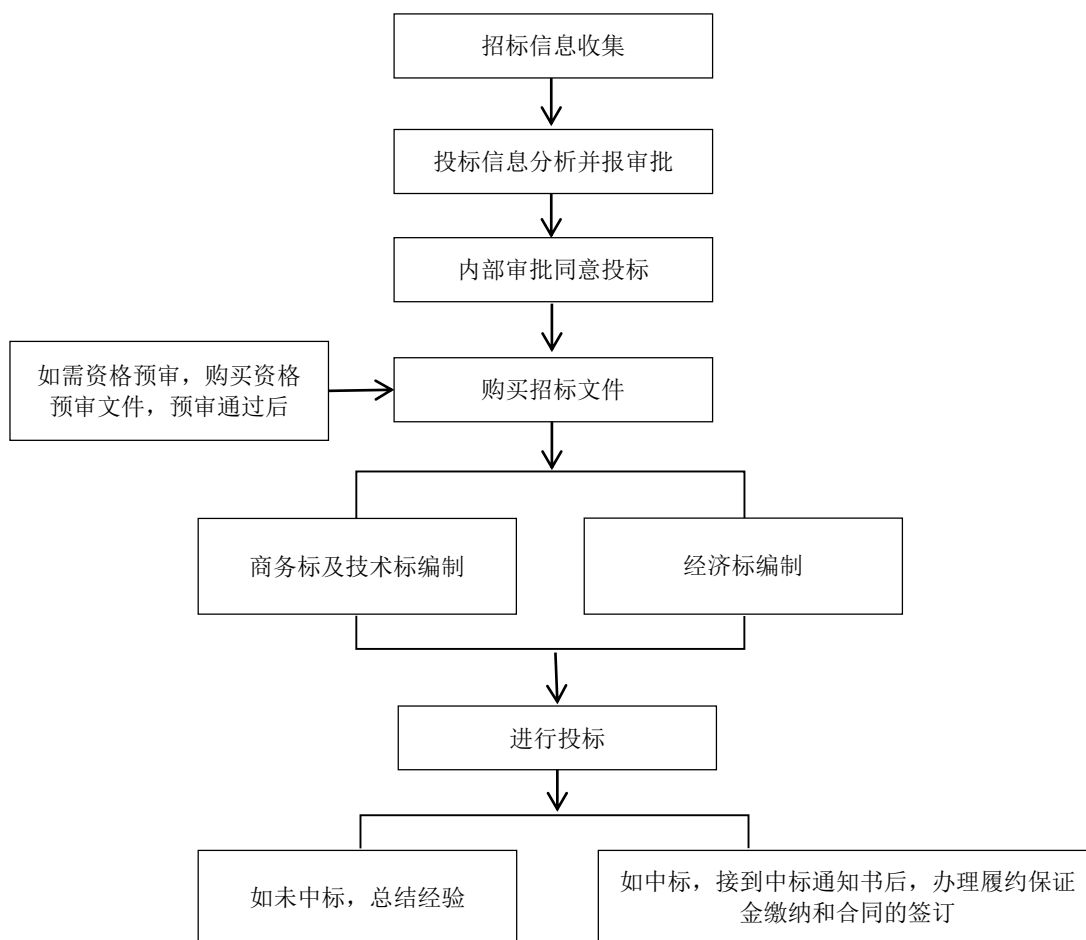 招标信息收集
投标信息分析并报审批
内部审批同意投标
如需资格预审，购买资格
预审文件，预审通过后
购买招标文件
商务标及技术标编制
经济标编制
进行投标
如未中标，总结经验
如中标，接到中标通知书后，办理履约保证
金缴纳和合同的签订